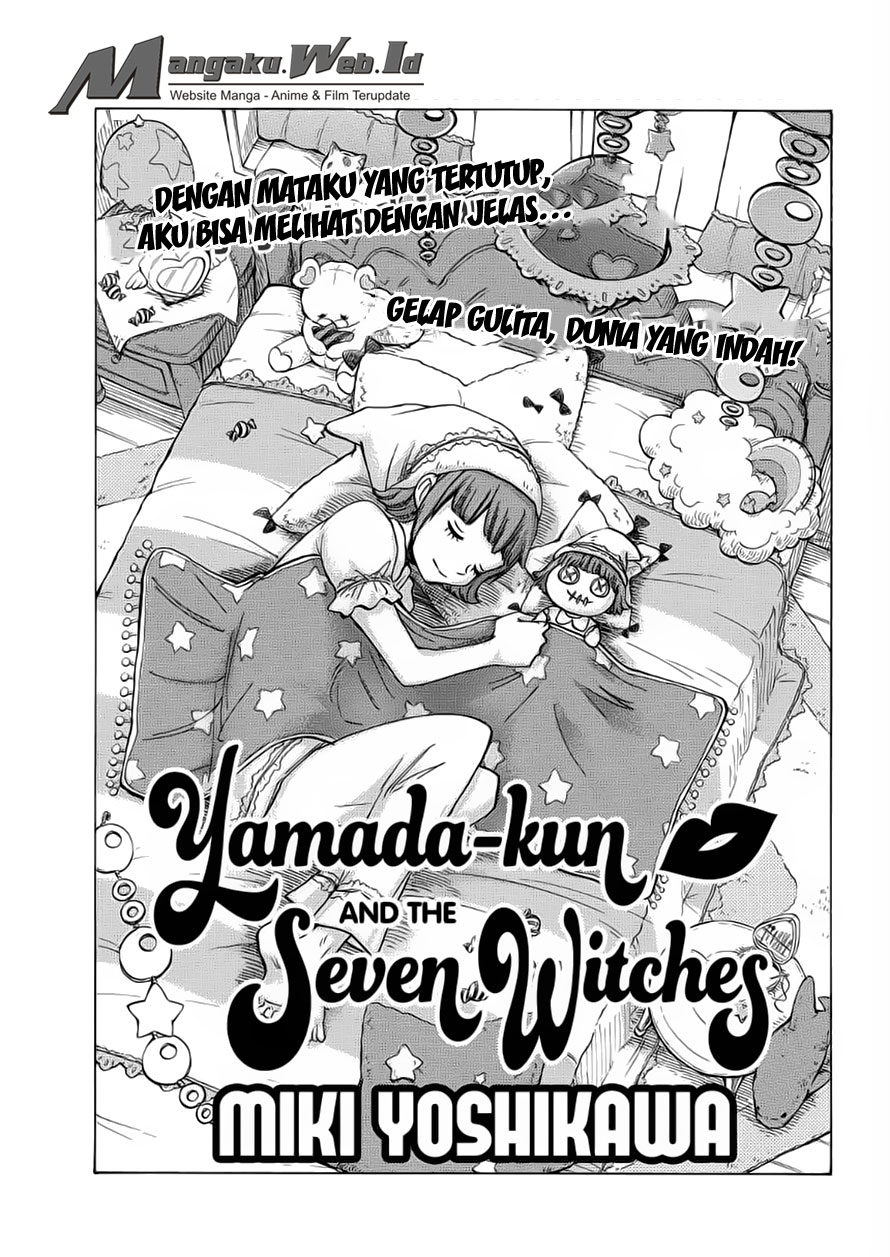 Mangaku.Web.Id
Website Manga - Anime & Film Terupdate
DENGAN MATAKU YANG TERTUTUP,
AKU BISA MELIHAT DENGAN JELAS...
GELAP GULITA, DUNIA YANG INDAH!
Yamada-kun
AND THE
Seven Witches
MIKI YOSHIKAWA